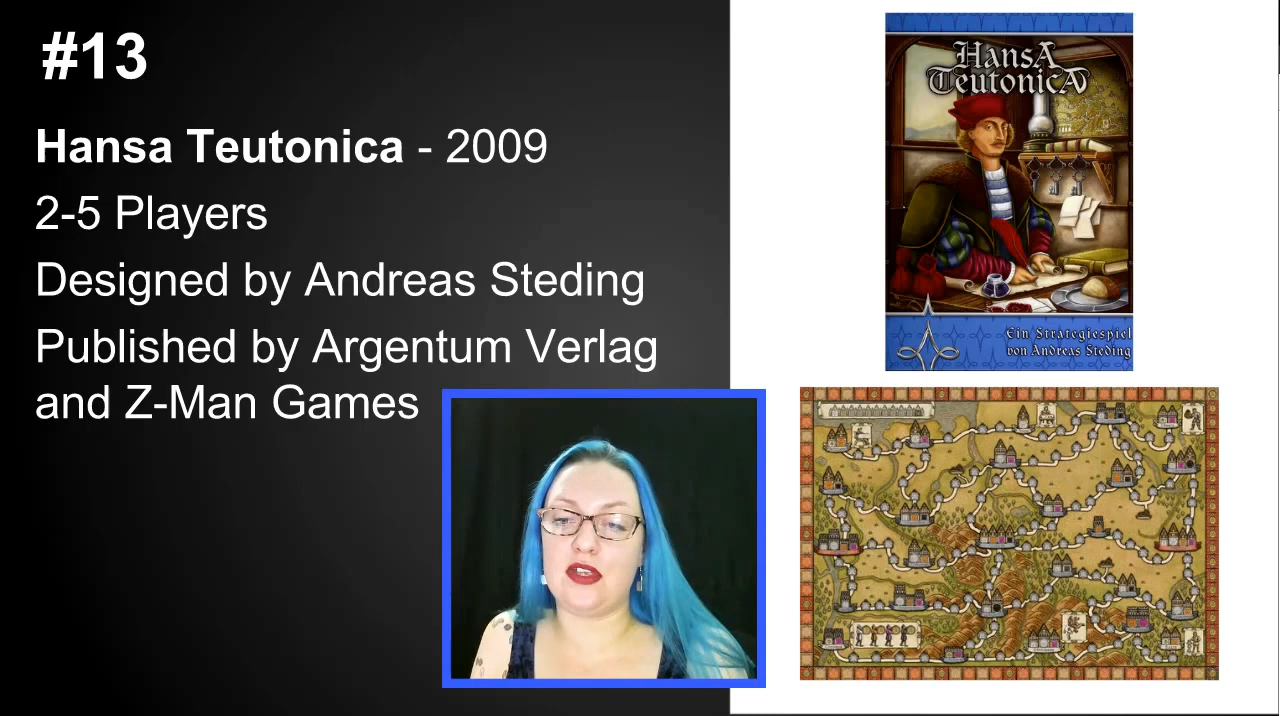 #13
Hansa Teutonica - 2009
2-5 Players
Designed by Andreas Steding
Published by Argentum Verlag
and Z-Man Games
Hansa
Teutonica
Ein Strategiespiel
von Andreas Steding